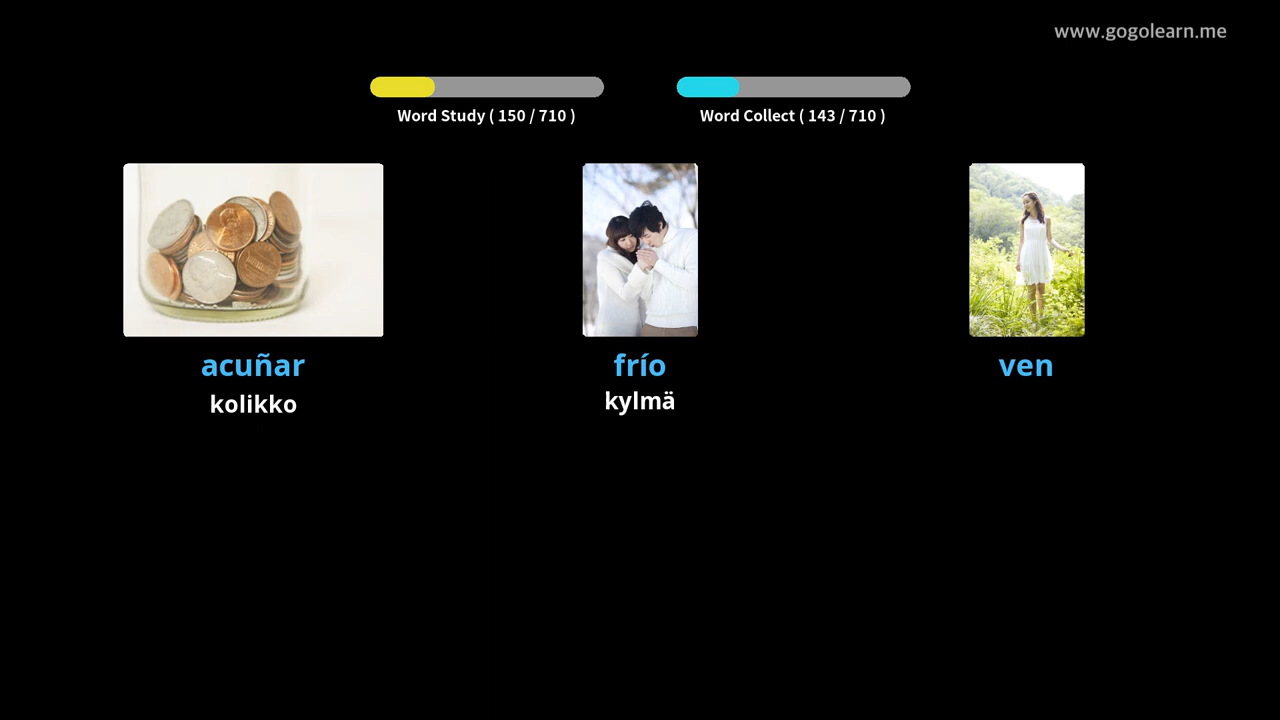 www.gogolearn.me
Word Study ( 150 / 710 )
Word Collect ( 143 / 710 )
acuñar
kolikko
frío
kylmä
ven